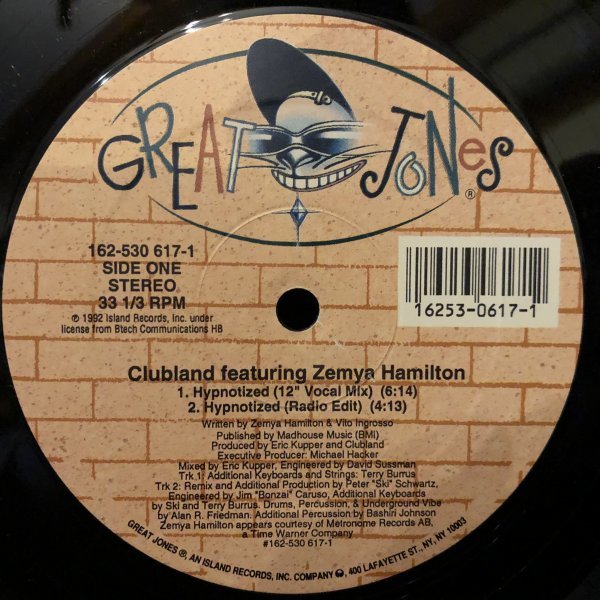 GREAT JONES ®
162-530 617-1
SIDE ONE
STEREO
33 1/3 RPM
℗ 1992 Island Records, Inc. under
license from Btech Communications HB
16253-0617-1
Clubland featuring Zemya Hamilton
1. Hypnotized (12" Vocal Mix) (6:14)
2. Hypnotized (Radio Edit) (4:13)
Written by Zemya Hamilton & Vito Ingrosso
Published by Madhouse Music (BMI)
Produced by Eric Kupper and Clubland
Executive Producer: Michael Hacker
Mixed by Eric Kupper, Engineered by David Sussman
Trk 1: Additional Keyboards and Strings: Terry Burrus
Trk 2: Remix and Additional Production by Peter "Ski" Schwartz,
Engineered by Jim "Bonzai" Caruso, Additional Keyboards
by Ski and Terry Burrus. Drums, Percussion, & Underground Vibe
by Alan R. Friedman. Additional Percussion by Bashiri Johnson
Zemya Hamilton appears courtesy of Metronome Records AB,
a Time Warner Company
#162-530 617-1
GREAT JONES ®, AN ISLAND RECORDS, INC. COMPANY, 400 LAFAYETTE ST., NY, NY 10003